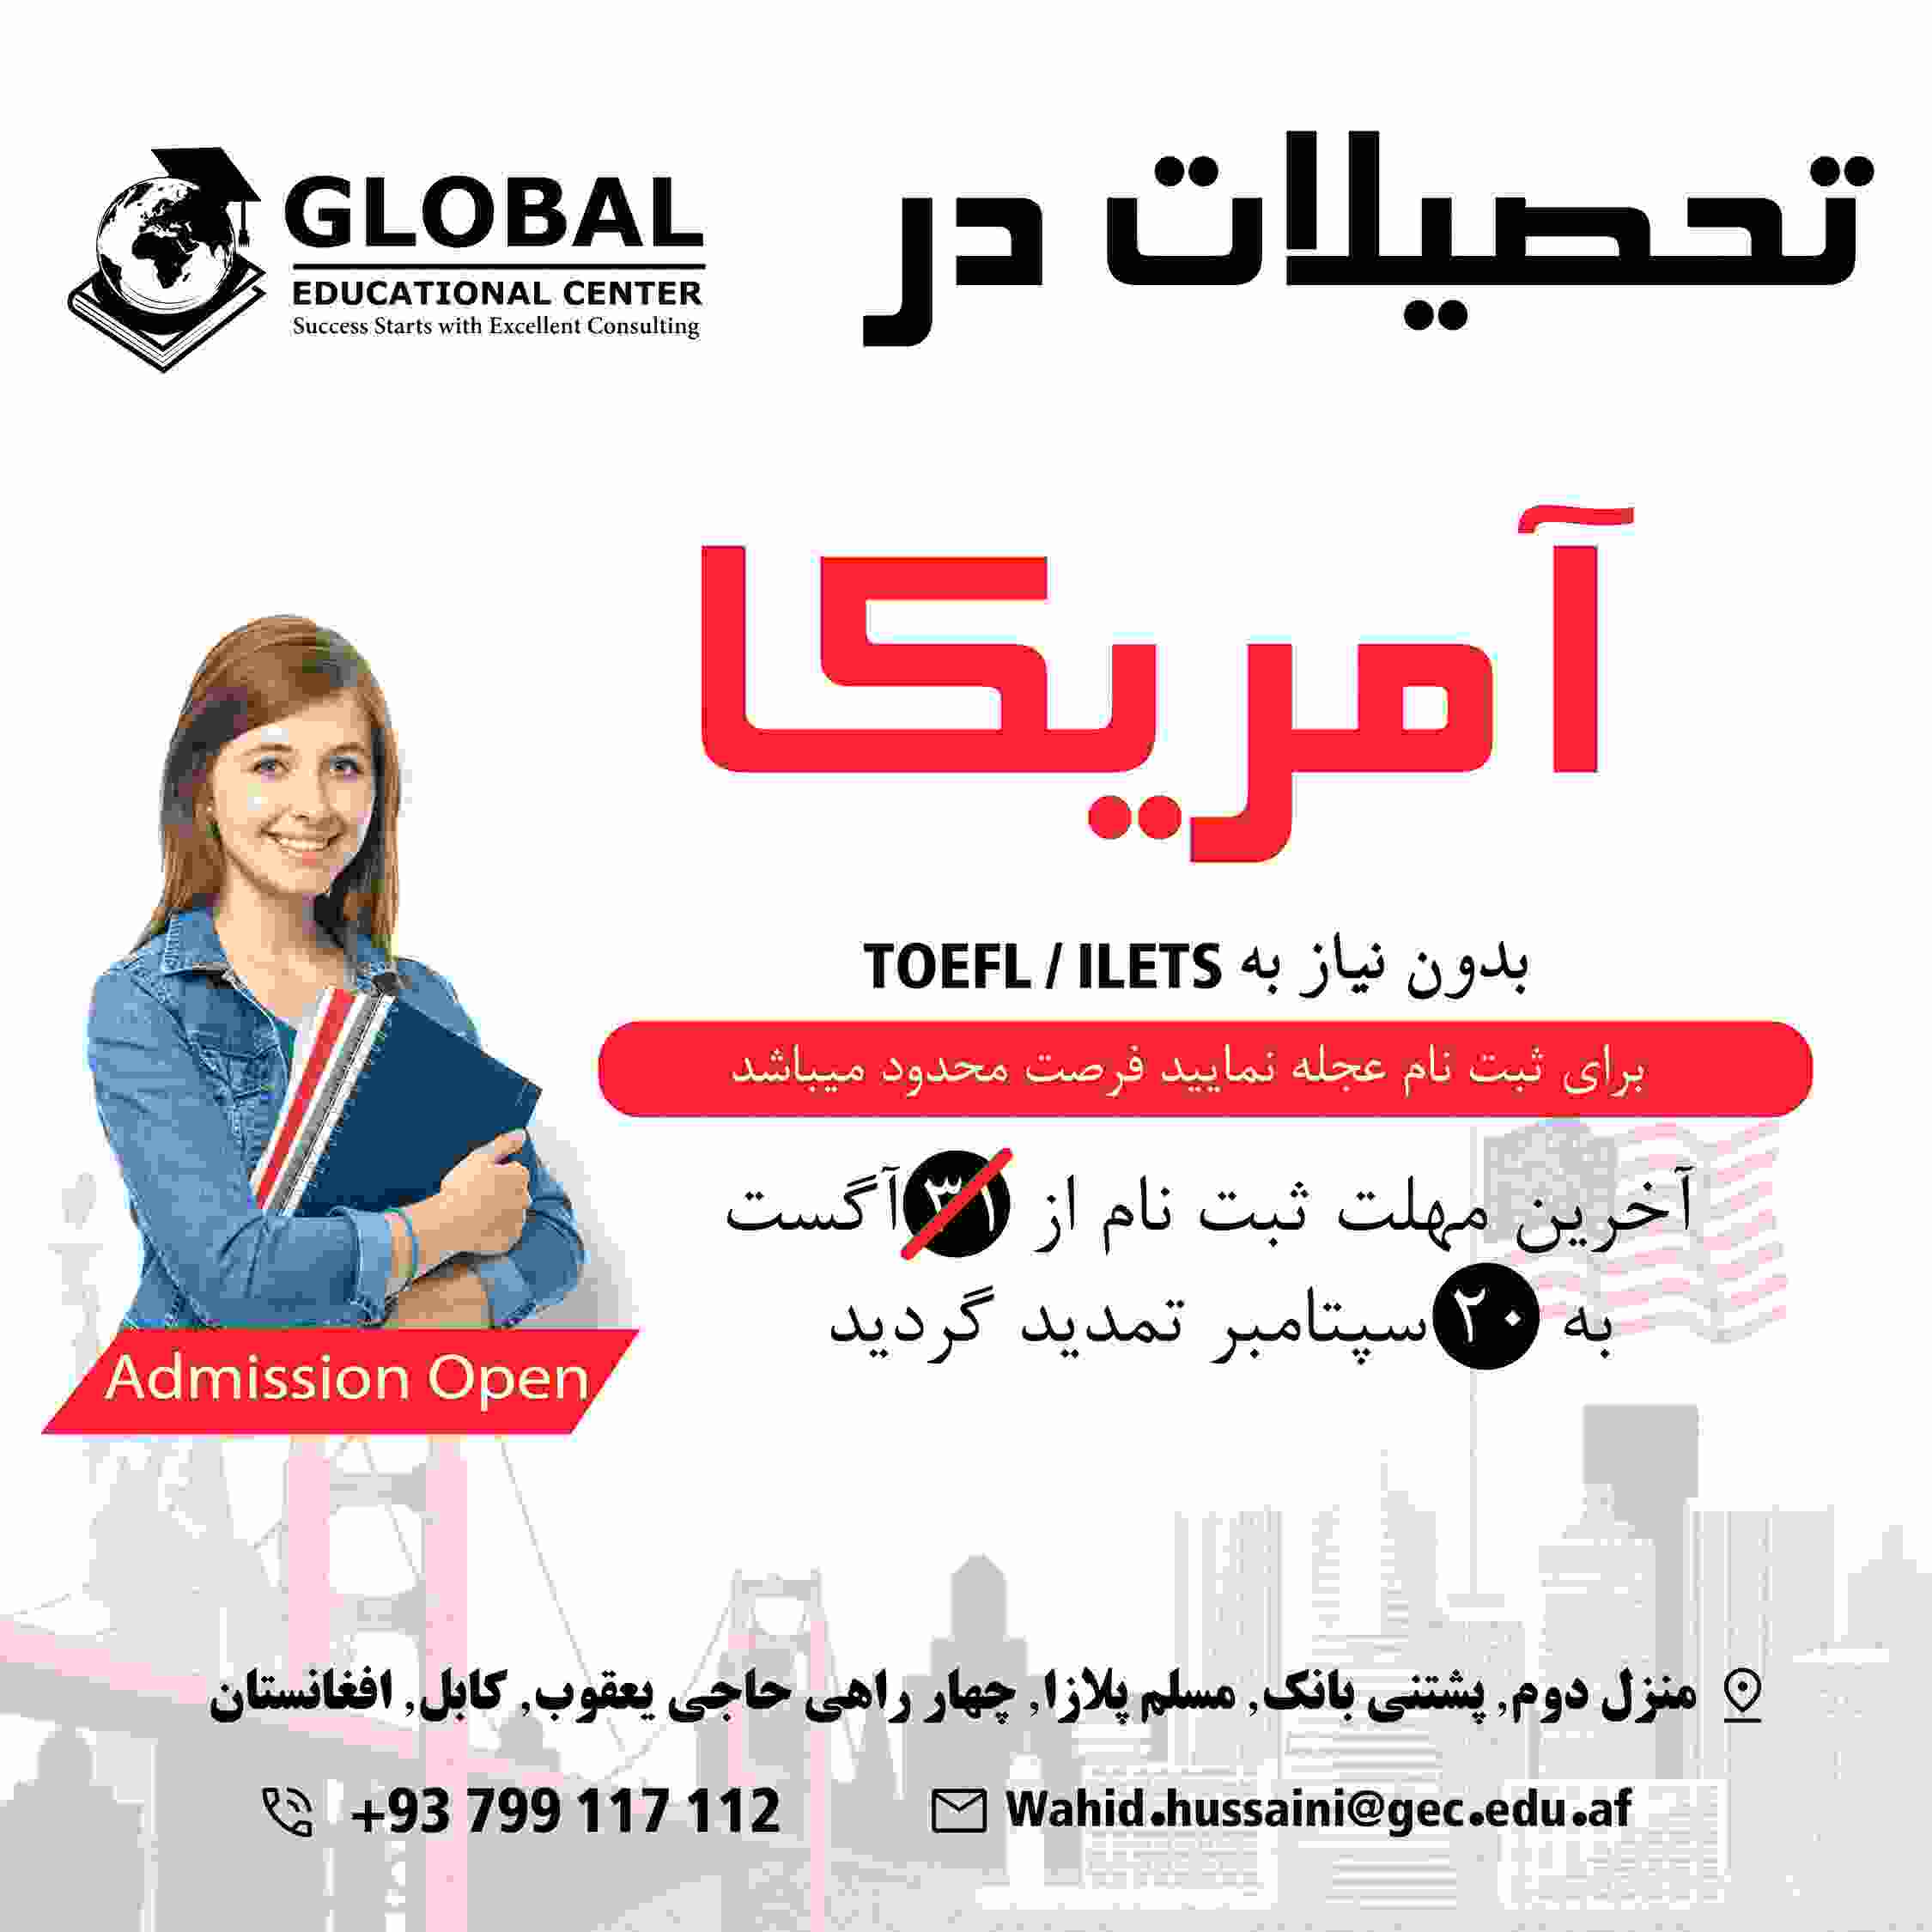 تحصیلات در
GLOBAL
EDUCATIONAL CENTER
Success Starts with Excellent Consulting
آمریکا
بدون نیاز به TOEFL / ILETS
برای ثبت نام عجله نمایید فرصت محدود میباشد
آخرین مهلت ثبت نام از ۳۱ آگست
به ۲۰ سپتامبر تمدید گردید
Admission Open
منزل دوم, پشتنی بانک, مسلم پلازا, چهار راهی حاجی یعقوب, کابل, افغانستان
+93 799 117 112
Wahid.hussaini@gec.edu.af